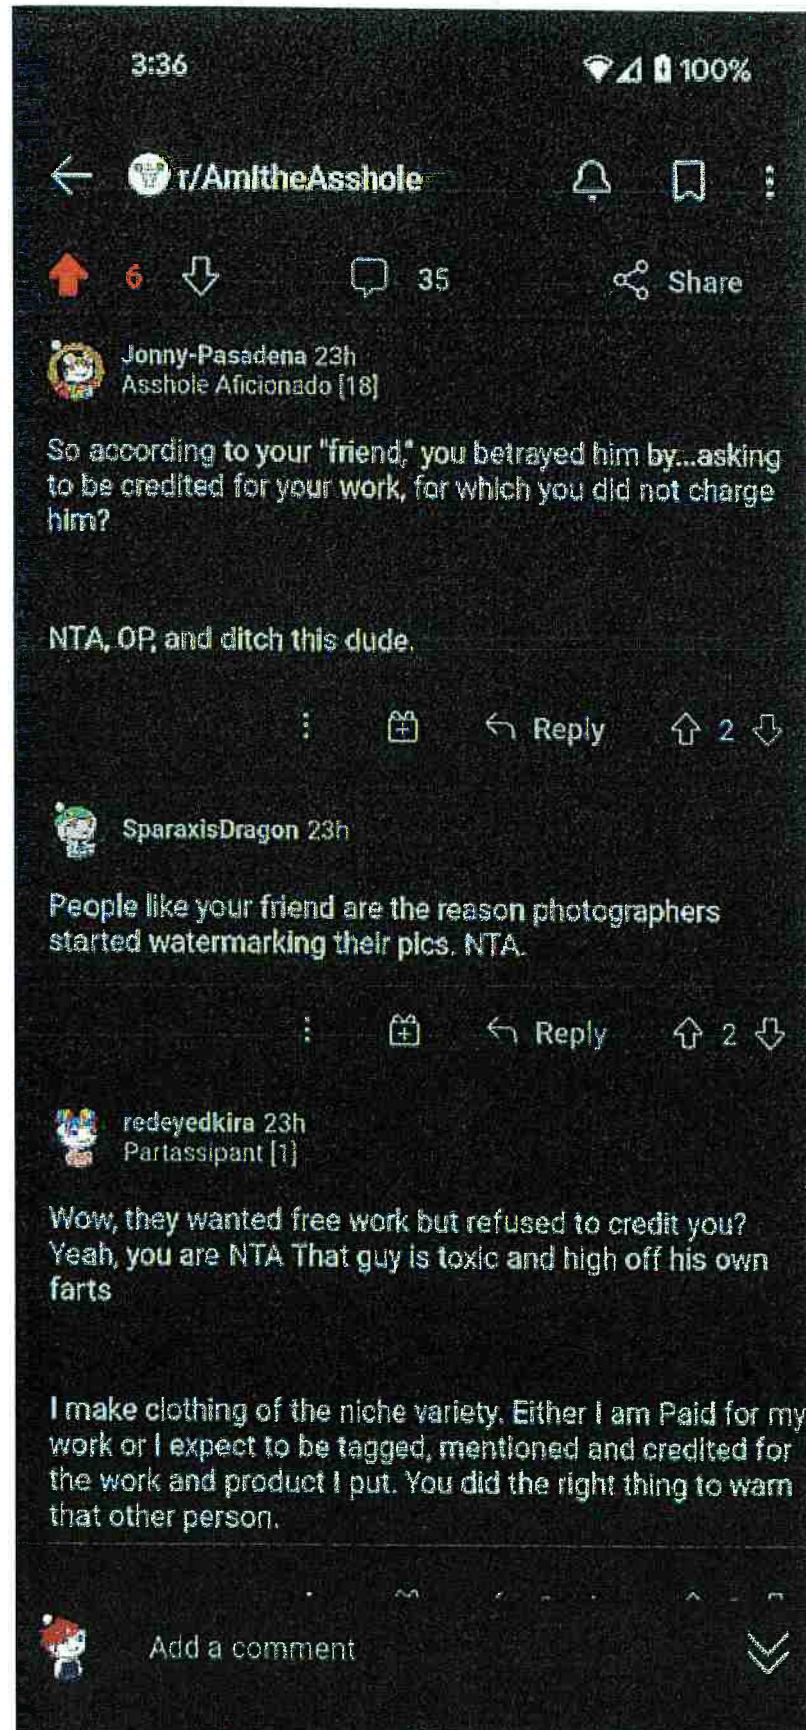 3:36 100%
r/AmItheAsshole
6 35 Share
Jonny-Pasadena 23h
Asshole Aficionado [18]
So according to your "friend," you betrayed him by...asking
to be credited for your work, for which you did not charge
him?
NTA, OP, and ditch this dude.
Reply 2
SparaxisDragon 23h
People like your friend are the reason photographers
started watermarking their pics. NTA.
Reply 2
redeyedkira 23h
Partassipant [1]
Wow, they wanted free work but refused to credit you?
Yeah, you are NTA That guy is toxic and high off his own
farts
I make clothing of the niche variety. Either I am Paid for my
work or I expect to be tagged, mentioned and credited for
the work and product I put. You did the right thing to warn
that other person.
Add a comment